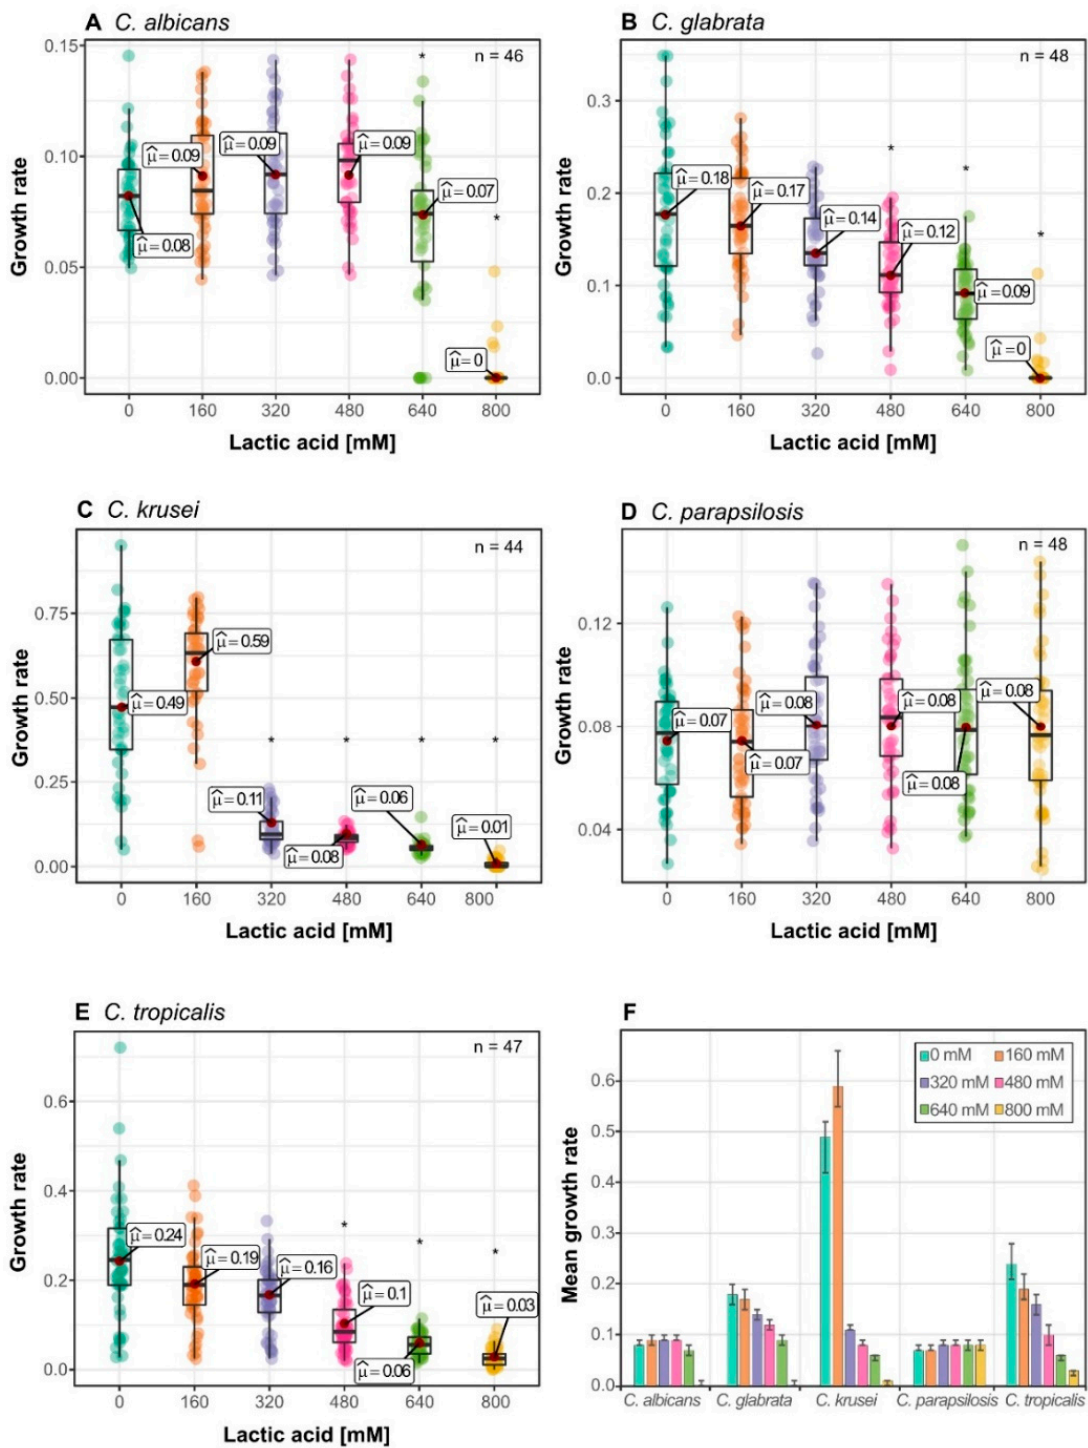 A C. albicans
n = 46
Growth rate
0.15
0.10
0.05
0.00
*
*
μ̂ = 0.08
μ̂ = 0.09
μ̂ = 0.09
μ̂ = 0.09
μ̂ = 0.07
μ̂ = 0
0 160 320 480 640 800
Lactic acid [mM]
B C. glabrata
n = 48
Growth rate
0.3
0.2
0.1
0.0
*
*
*
μ̂ = 0.18
μ̂ = 0.17
μ̂ = 0.14
μ̂ = 0.12
μ̂ = 0.09
μ̂ = 0
0 160 320 480 640 800
Lactic acid [mM]
C C. krusei
n = 44
Growth rate
0.75
0.50
0.25
0.00
* * * *
μ̂ = 0.49
μ̂ = 0.59
μ̂ = 0.11
μ̂ = 0.08
μ̂ = 0.06
μ̂ = 0.01
0 160 320 480 640 800
Lactic acid [mM]
D C. parapsilosis
n = 48
Growth rate
0.12
0.08
0.04
μ̂ = 0.07
μ̂ = 0.07
μ̂ = 0.08
μ̂ = 0.08
μ̂ = 0.08
μ̂ = 0.08
0 160 320 480 640 800
Lactic acid [mM]
E C. tropicalis
n = 47
Growth rate
0.6
0.4
0.2
0.0
*
*
*
μ̂ = 0.24
μ̂ = 0.19
μ̂ = 0.16
μ̂ = 0.1
μ̂ = 0.06
μ̂ = 0.03
0 160 320 480 640 800
Lactic acid [mM]
F
Mean growth rate
0.6
0.5
0.4
0.3
0.2
0.1
0.0
0 mM 160 mM
320 mM 480 mM
640 mM 800 mM
C. albicans C. glabrata C. krusei C. parapsilosis C. tropicalis